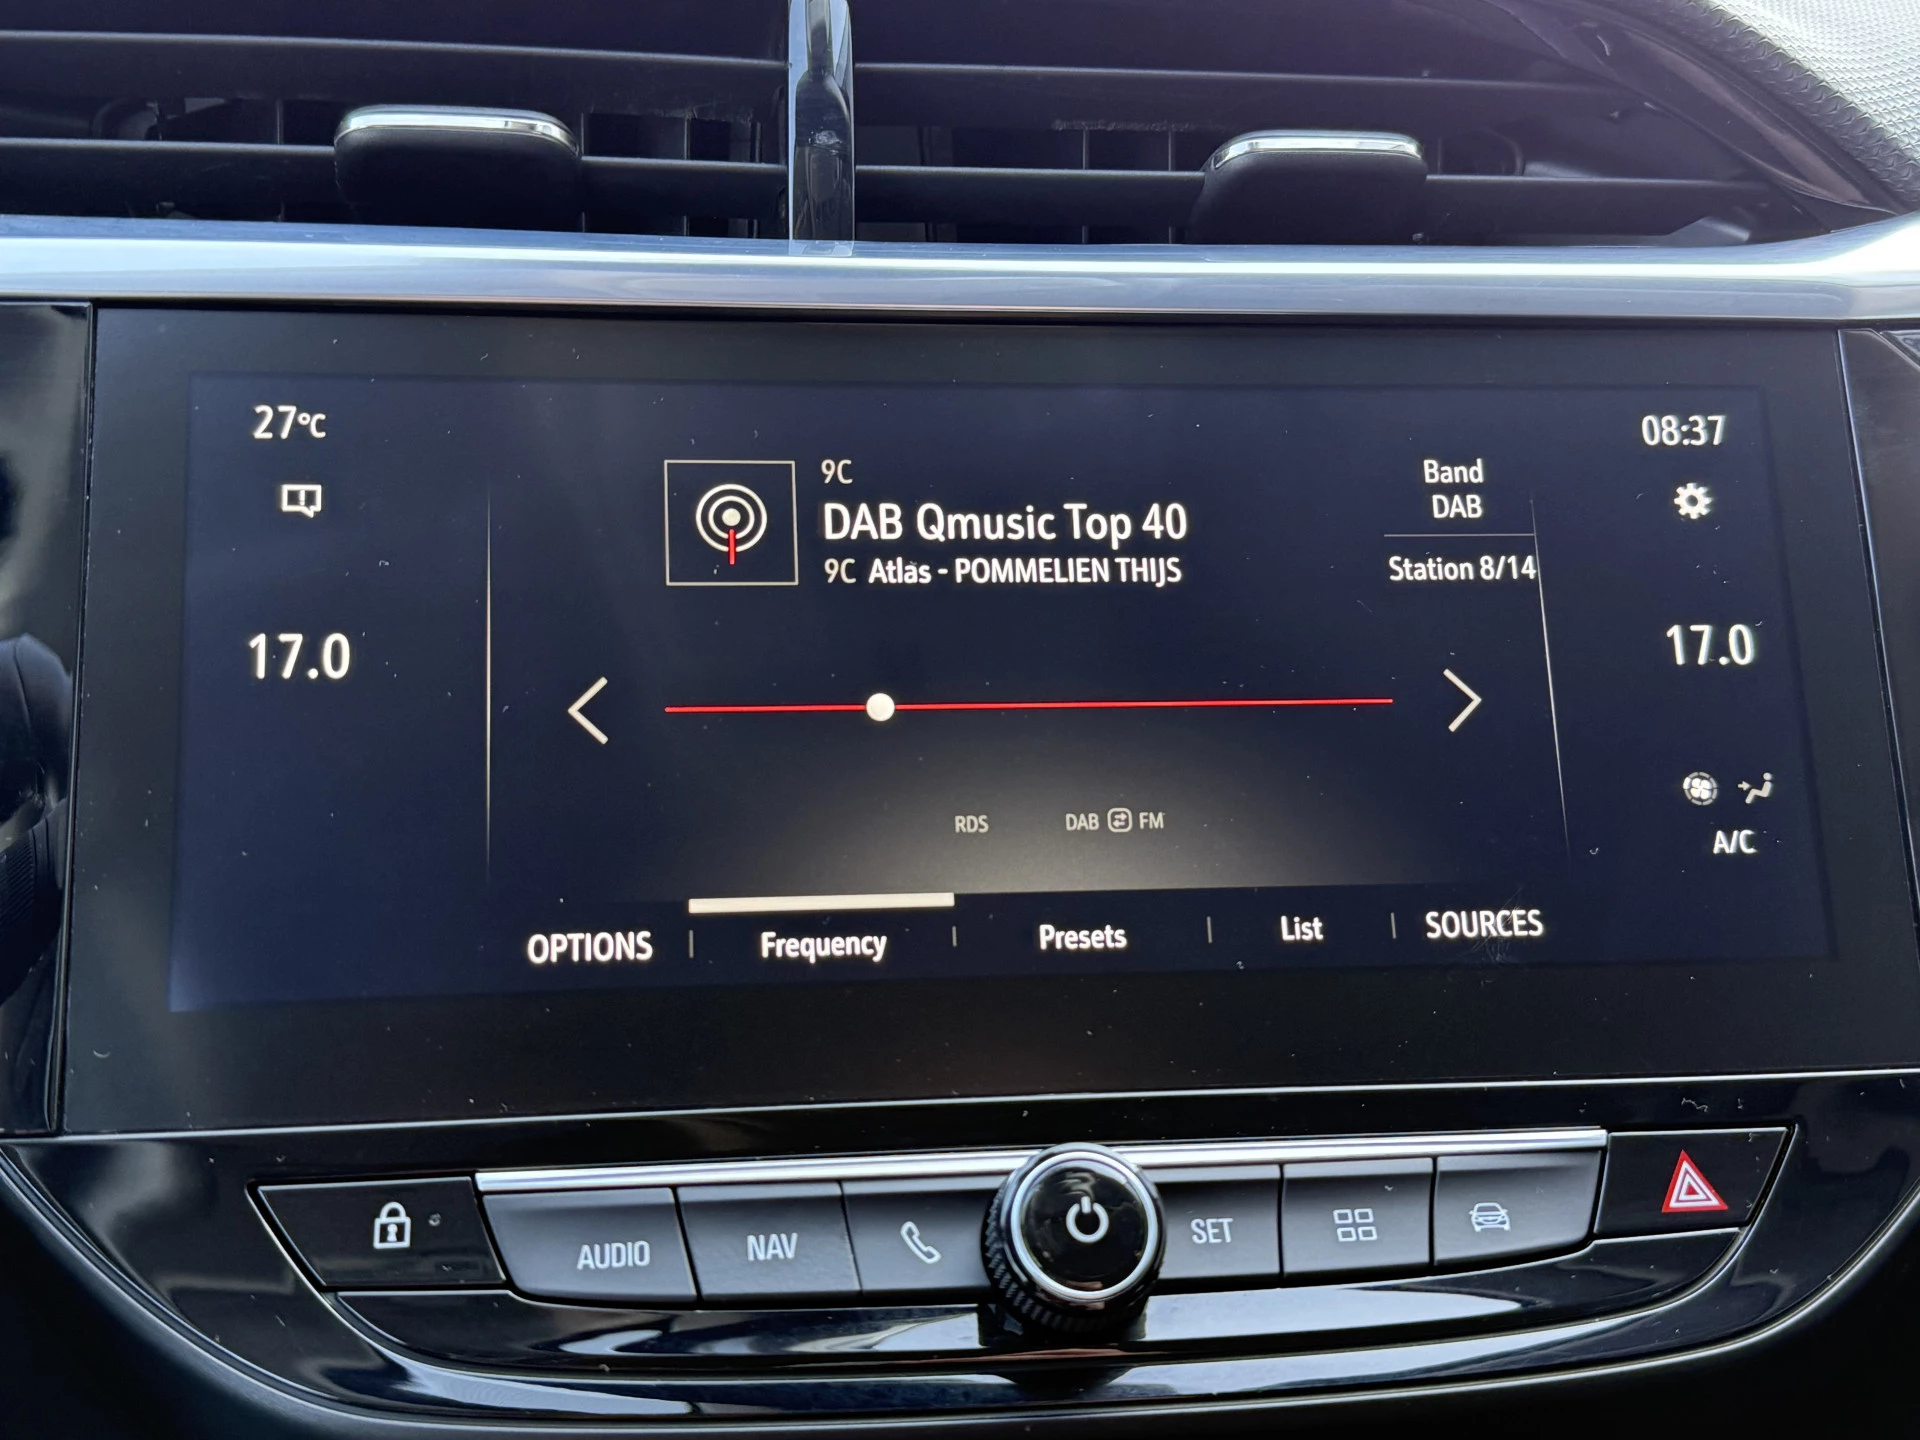 27°C
08:37
9C
DAB Qmusic Top 40
9C Atlas - POMMELIEN THIJS
Band
DAB
Station 8/14
17.0
17.0
RDS
DAB FM
A/C
OPTIONS
Frequency
Presets
List
SOURCES
AUDIO
NAV
SET